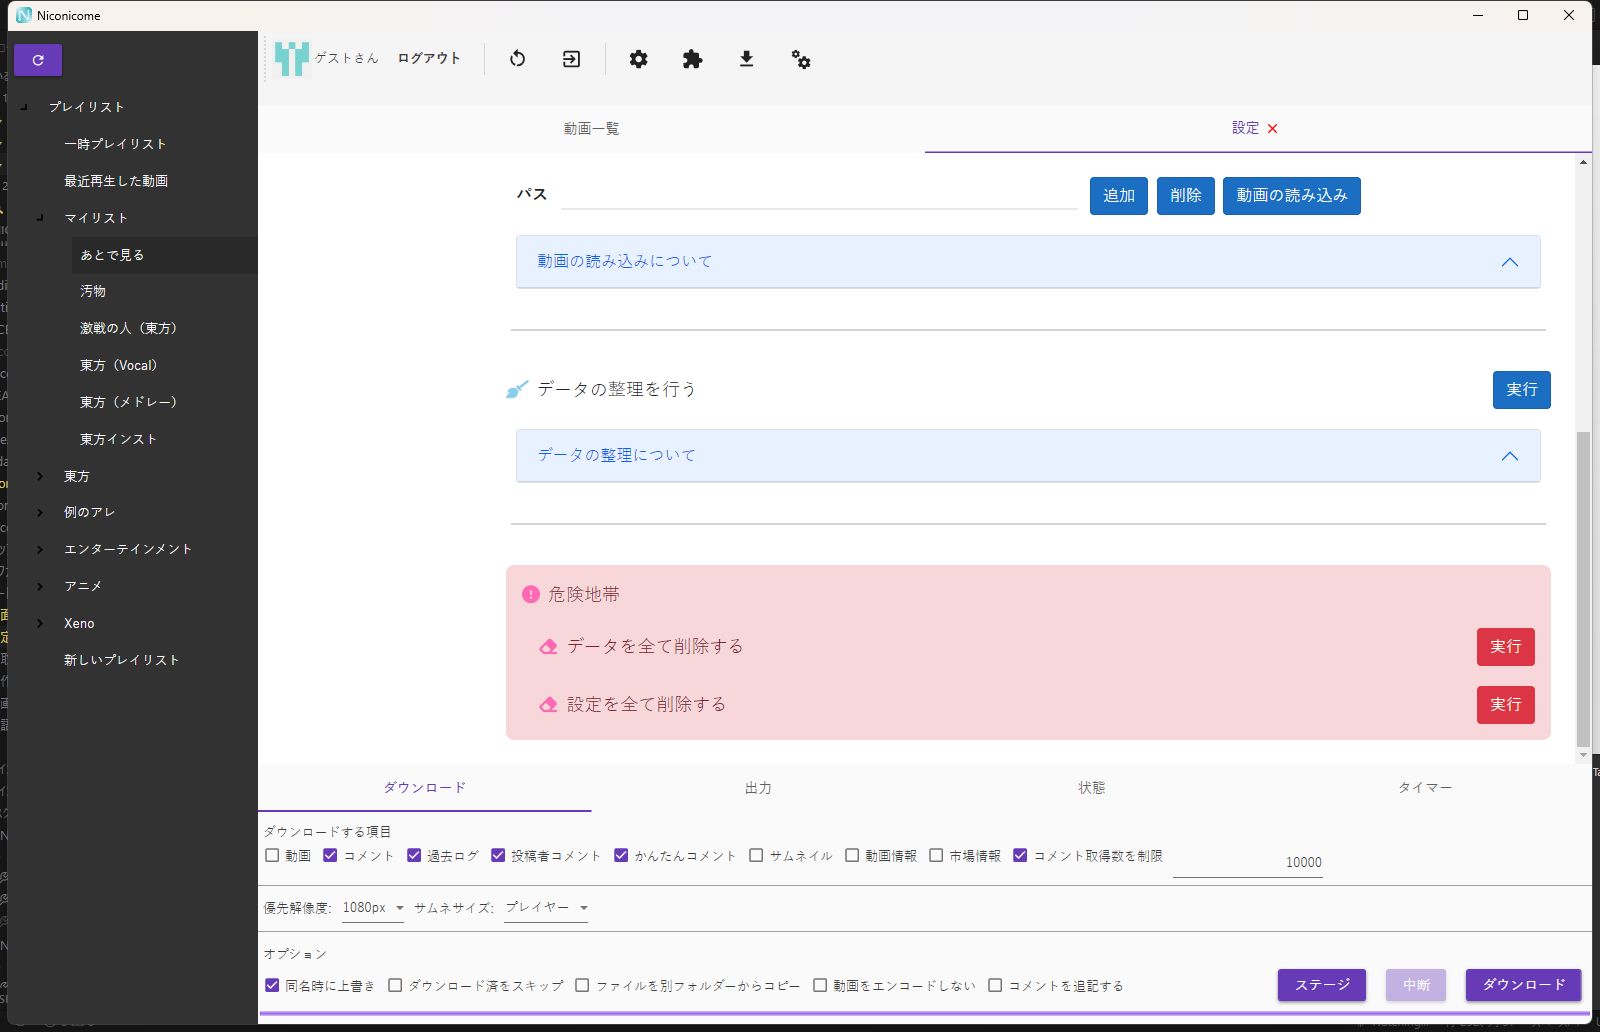 Niconicome
ゲストさん ログアウト
プレイリスト
一時プレイリスト
最近再生した動画
マイリスト
あとで見る
汚物
激戦の人（東方）
東方（Vocal）
東方（メドレー）
東方インスト
東方
例のアレ
エンターテインメント
アニメ
Xeno
新しいプレイリスト
動画一覧 設定
パス 追加 削除 動画の読み込み
動画の読み込みについて
データの整理を行う 実行
データの整理について
危険地帯
データを全て削除する 実行
設定を全て削除する 実行
ダウンロード 出力 状態 タイマー
ダウンロードする項目
動画 コメント 過去ログ 投稿者コメント かんたんコメント サムネイル 動画情報 市場情報 コメント取得数を制限 10000
優先解像度: 1080px サムネサイズ: プレイヤー
オプション
同名時に上書き ダウンロード済をスキップ ファイルを別フォルダーからコピー 動画をエンコードしない コメントを追記する ステージ 中断 ダウンロード